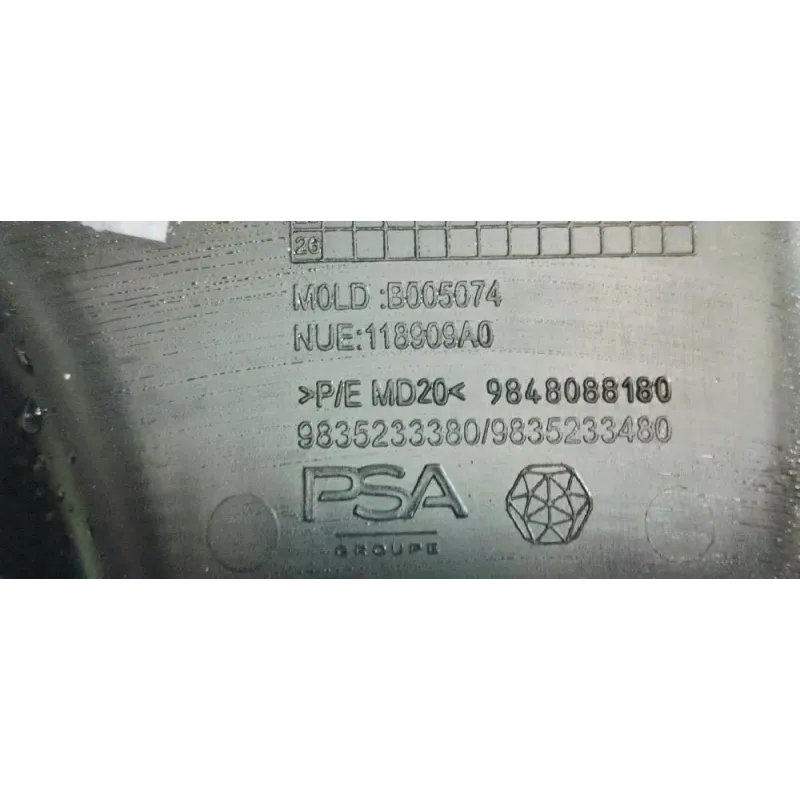 26
MOLD :B005074
NUE:118909A0
>P/E MD20< 9848088180
9835233380/9835233480
PSA
GROUPE